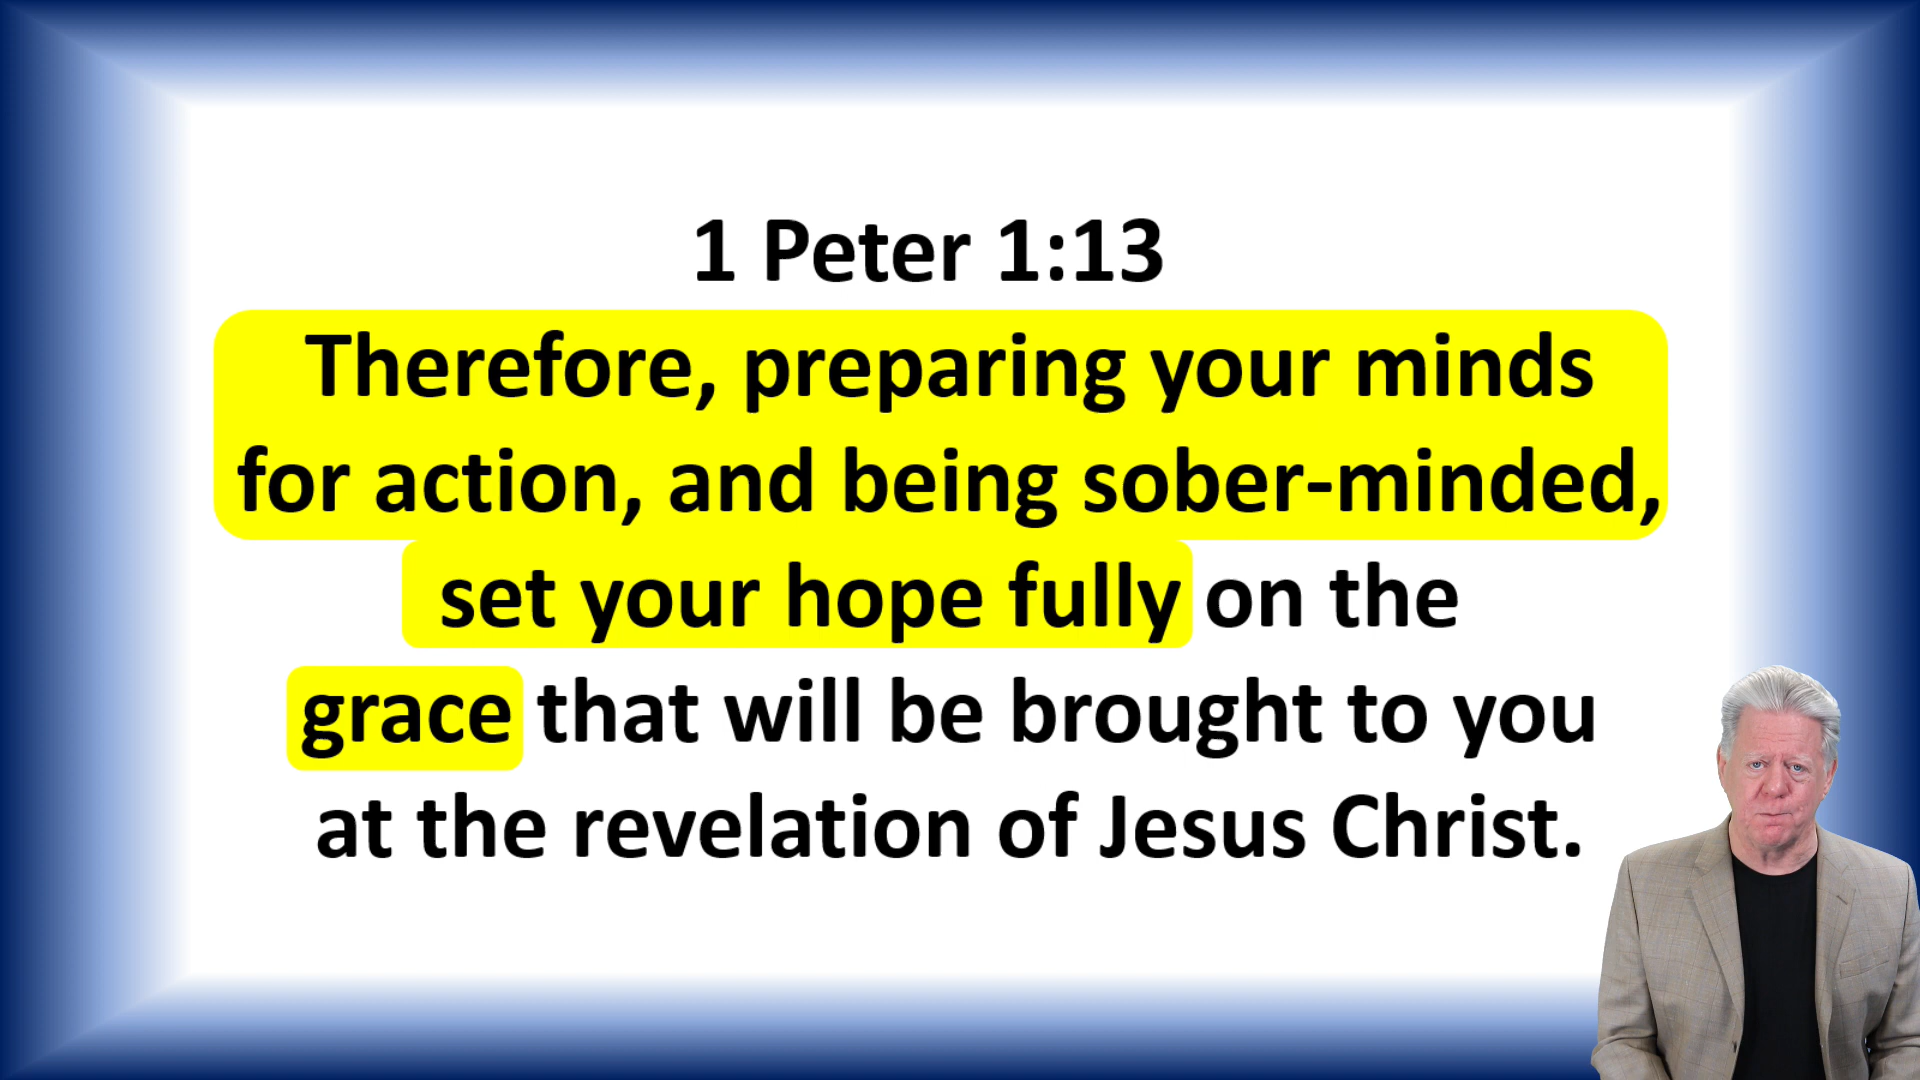 1 Peter 1:13
Therefore, preparing your minds
for action, and being sober-minded,
set your hope fully on the
grace that will be brought to you
at the revelation of Jesus Christ.